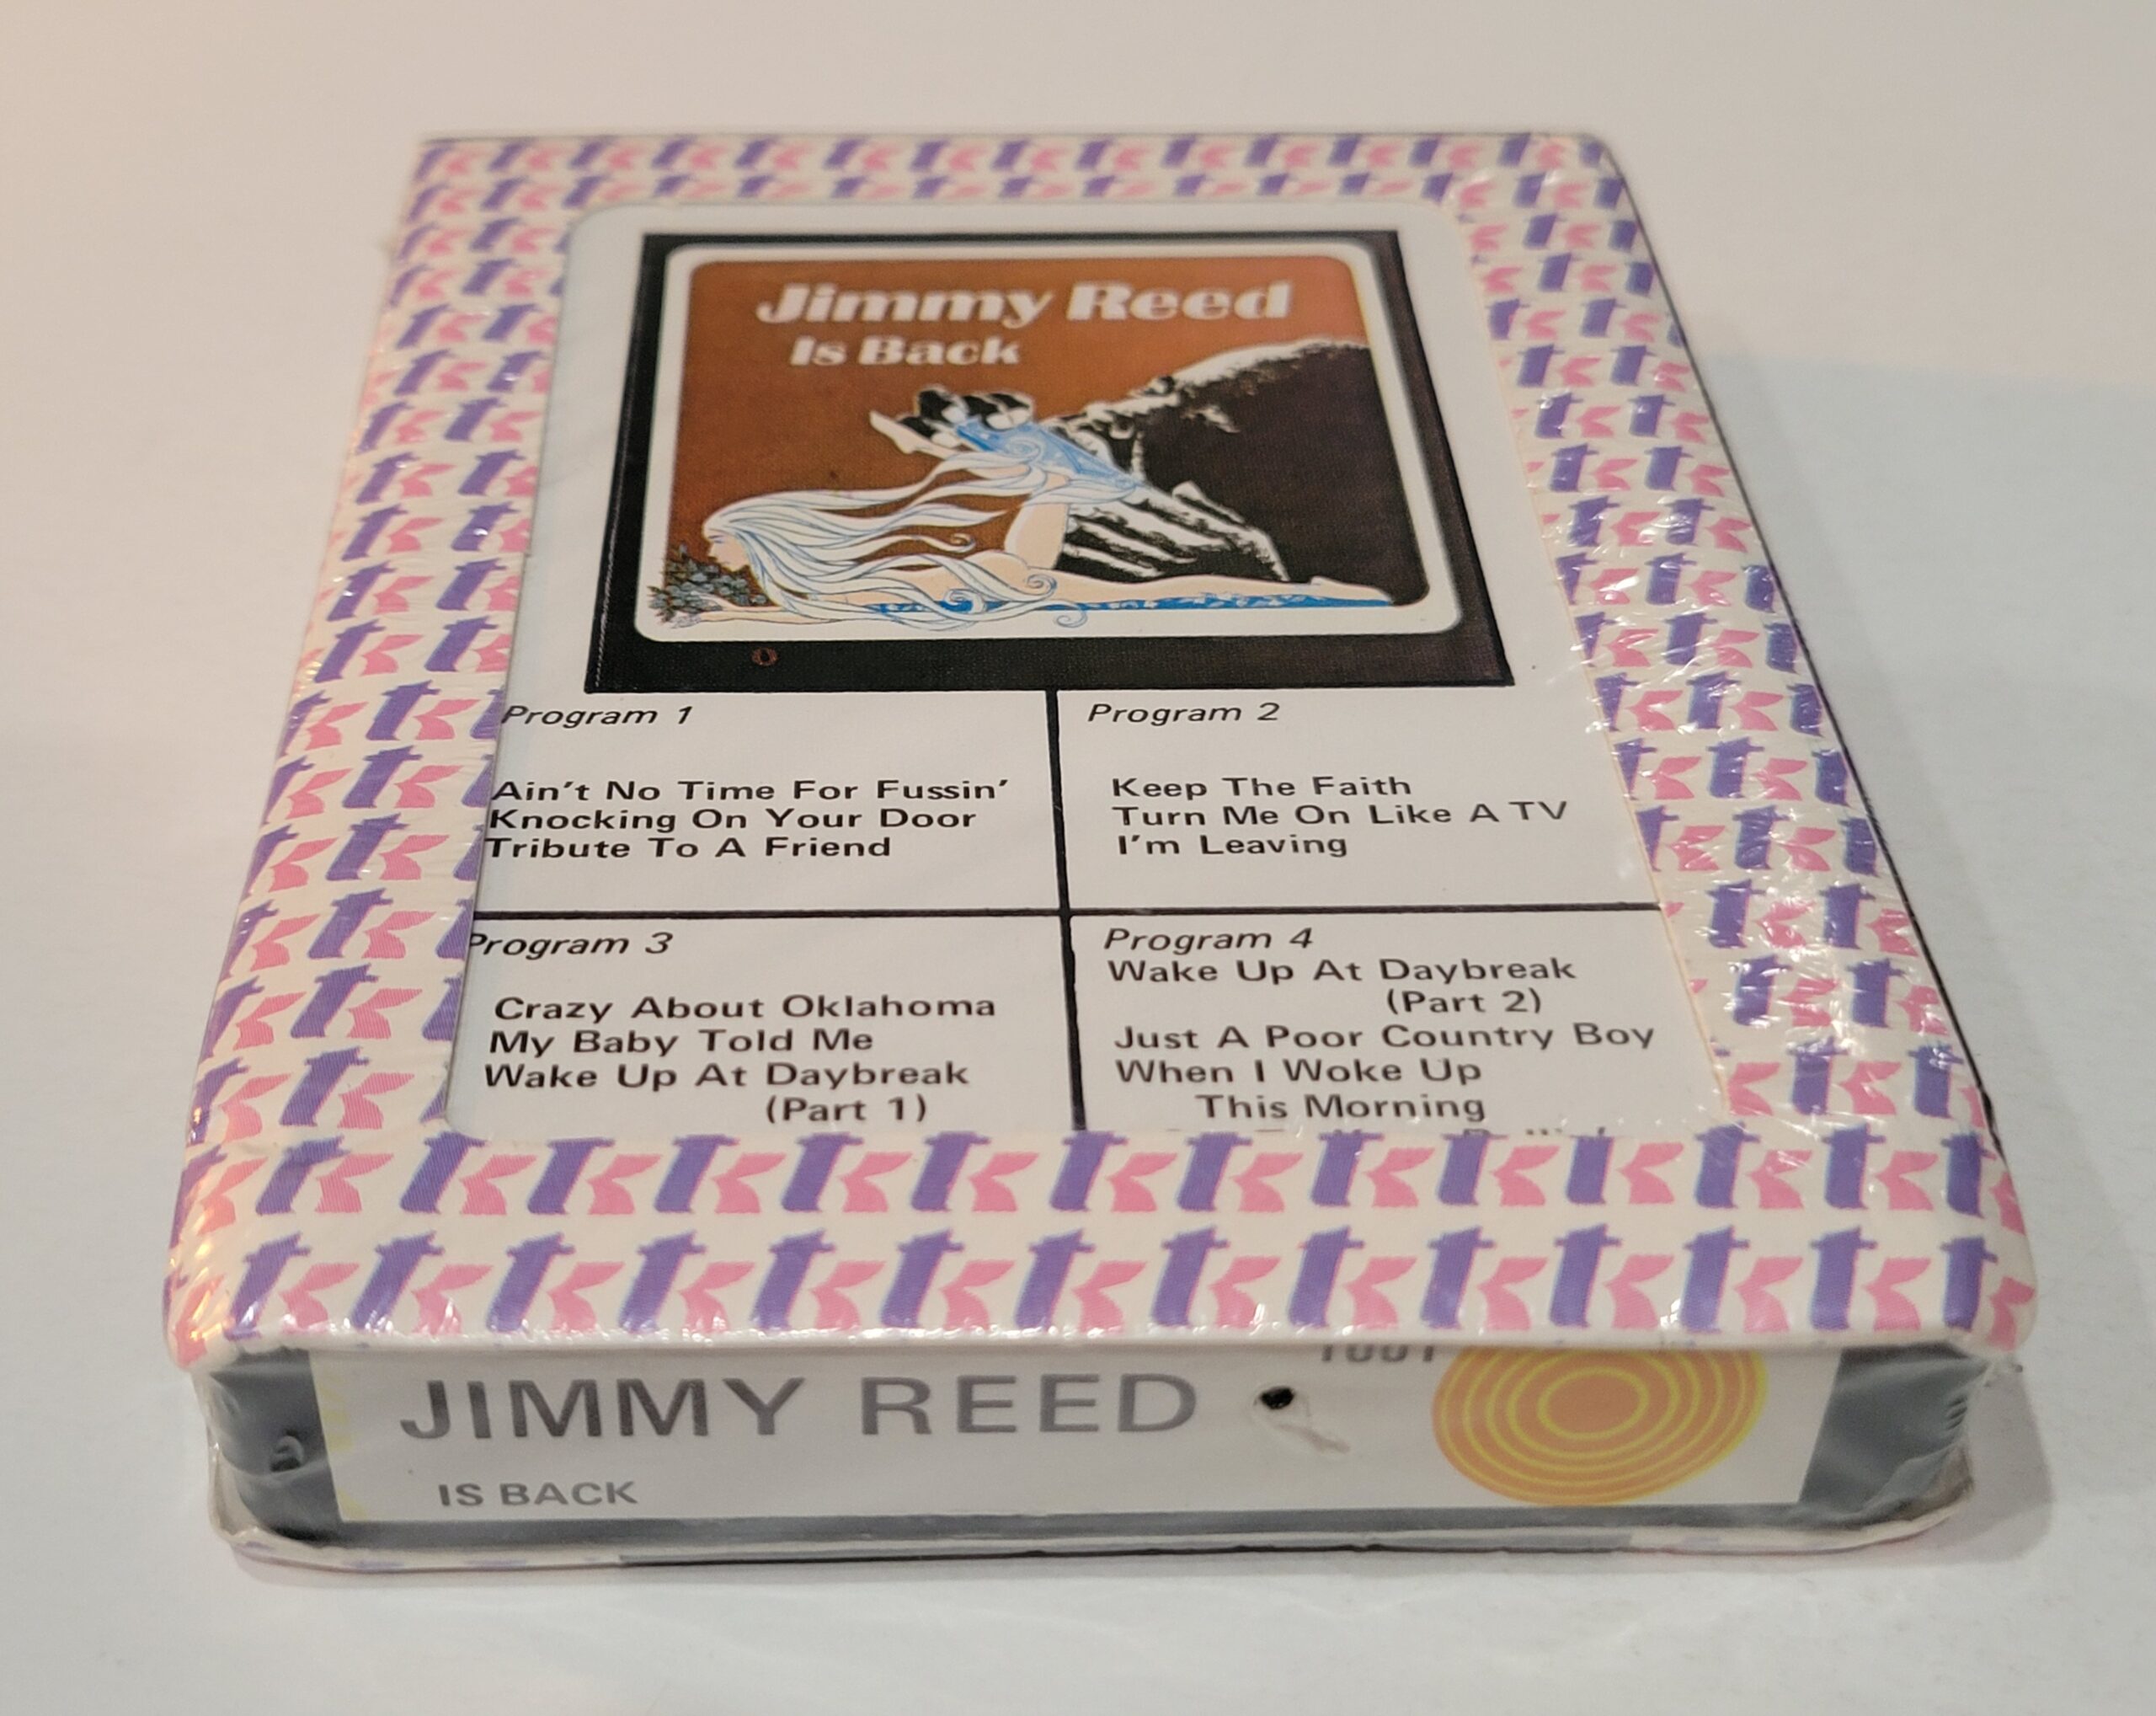 Jimmy Reed
Is Back
Program 1
Ain't No Time For Fussin'
Knocking On Your Door
Tribute To A Friend
Program 2
Keep The Faith
Turn Me On Like A TV
I'm Leaving
Program 3
Crazy About Oklahoma
My Baby Told Me
Wake Up At Daybreak
(Part 1)
Program 4
Wake Up At Daybreak
(Part 2)
Just A Poor Country Boy
When I Woke Up
This Morning
JIMMY REED
IS BACK